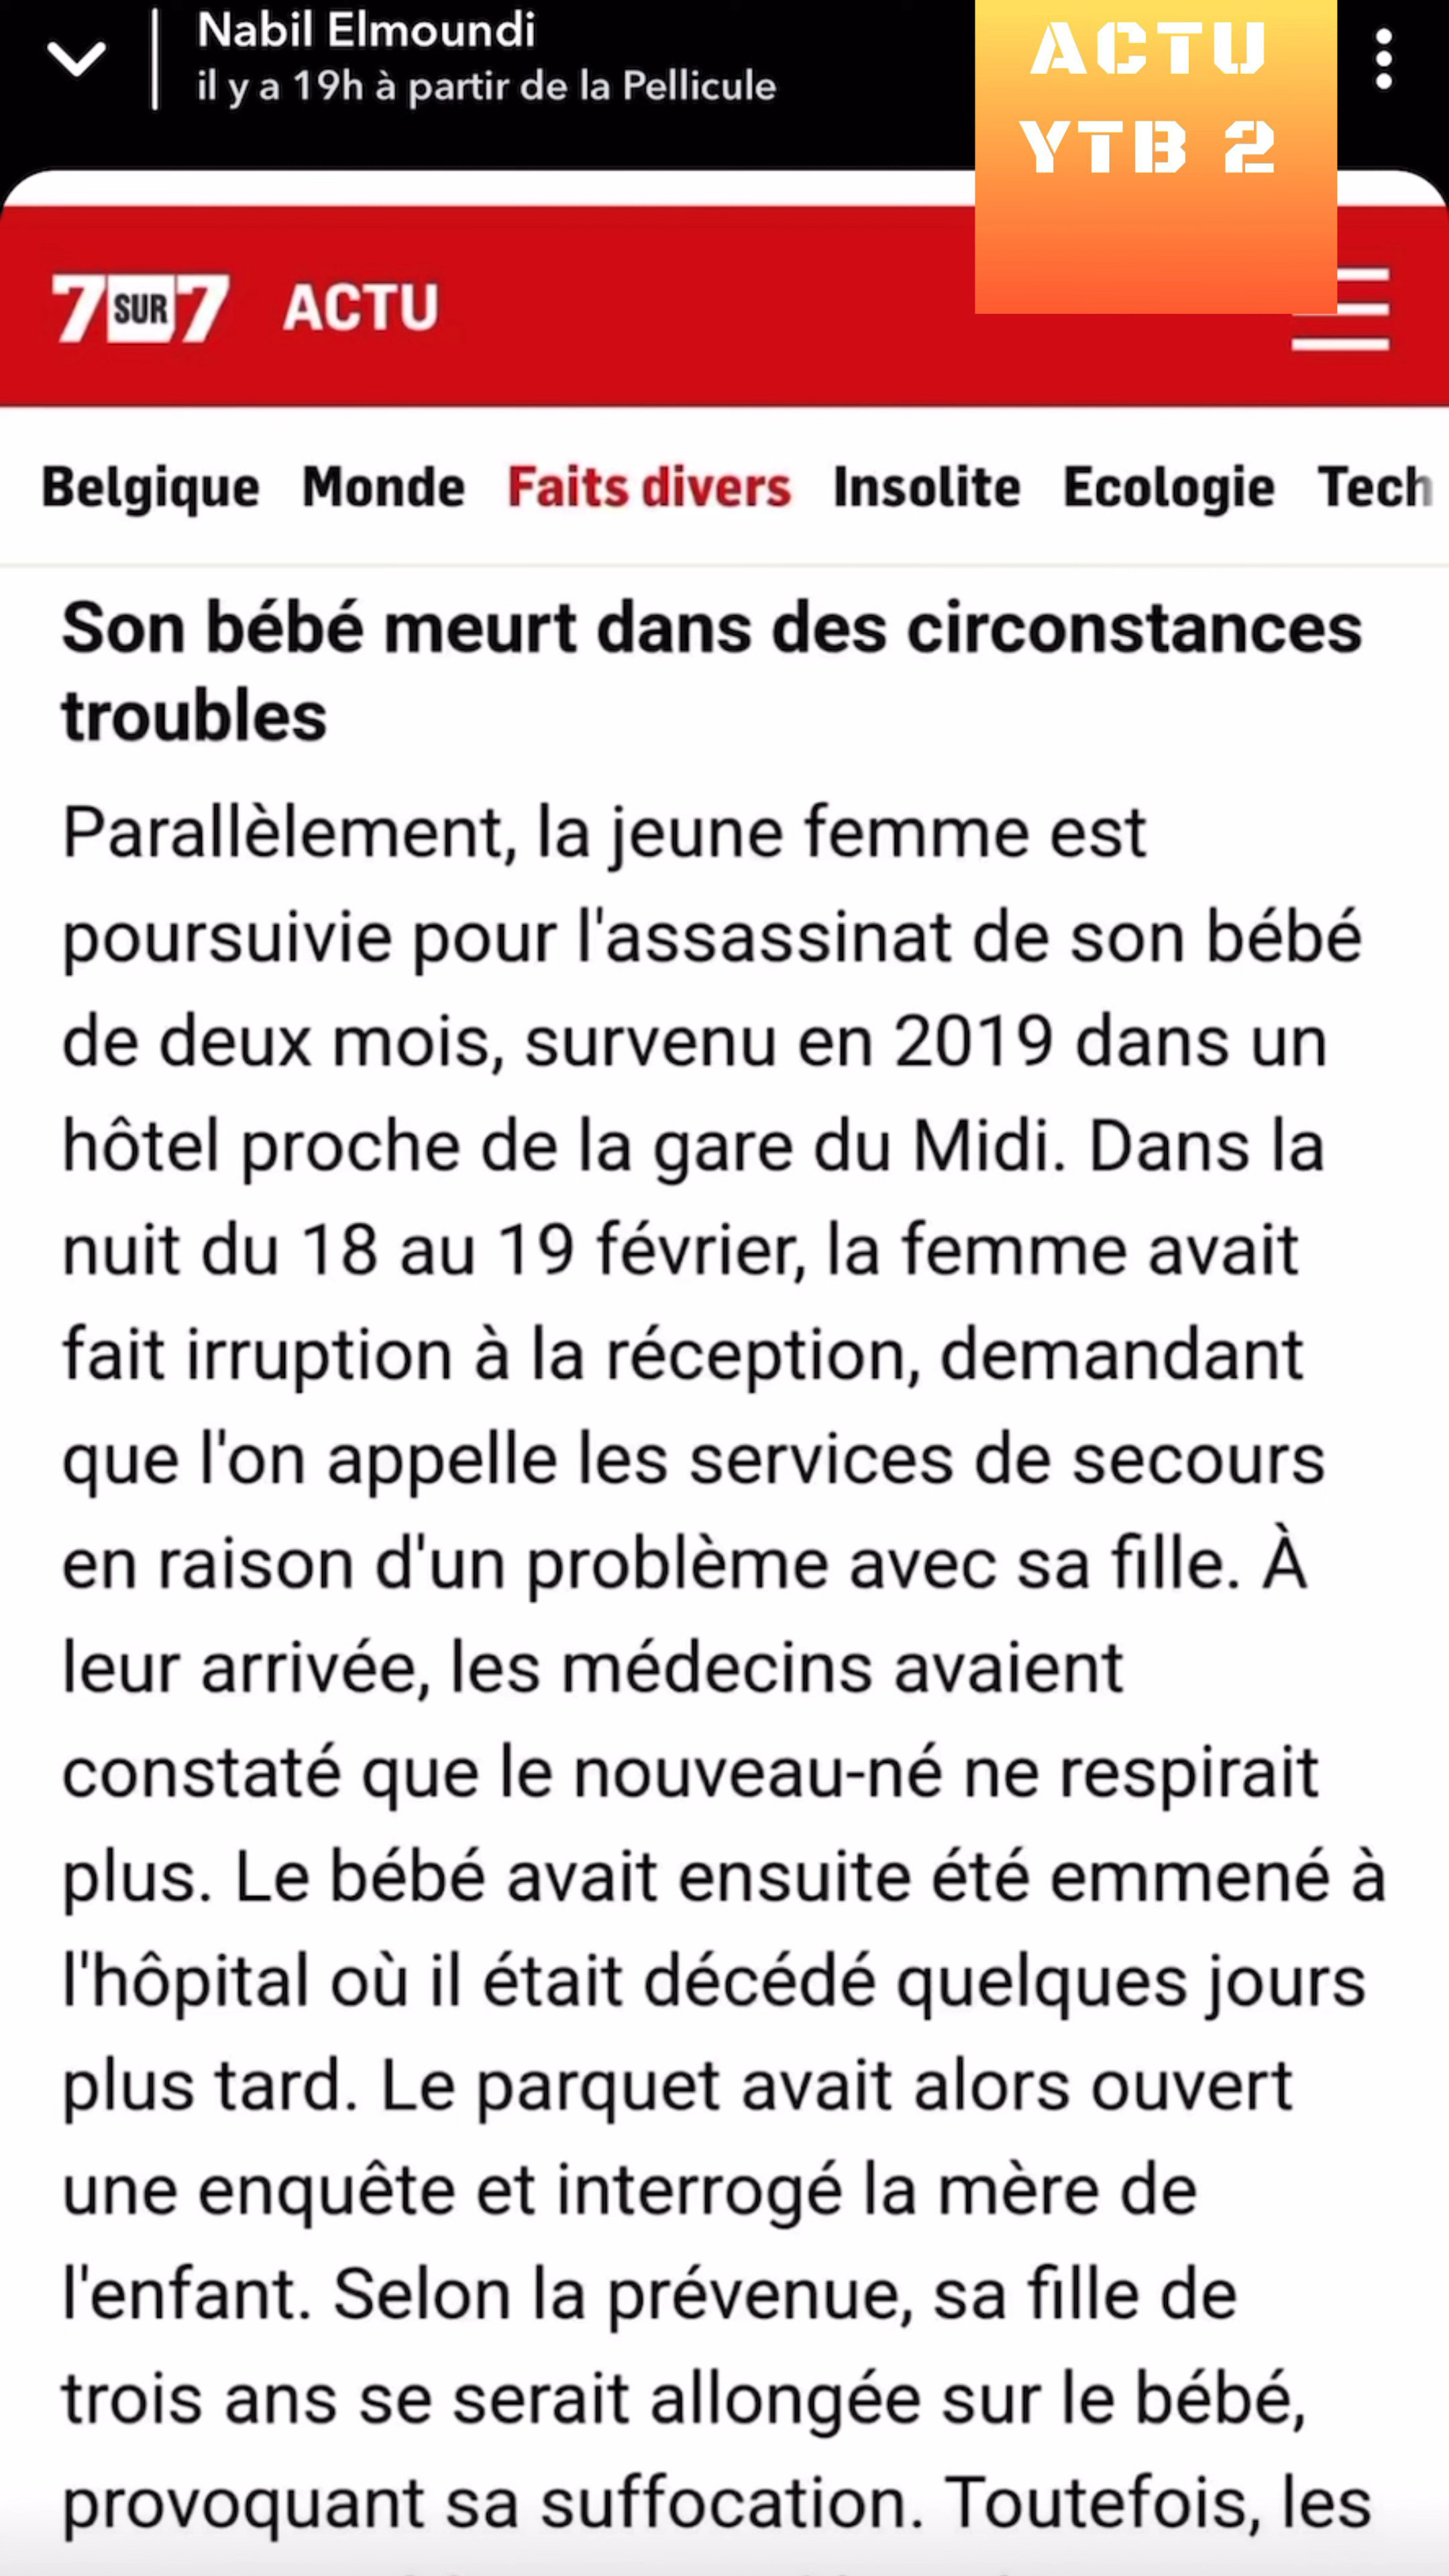 Nabil Elmoundi
il y a 19h à partir de la Pellicule
ACTU
YTB 2
7 SUR 7 ACTU
Belgique Monde Faits divers Insolite Ecologie Tech
Son bébé meurt dans des circonstances
troubles
Parallèlement, la jeune femme est
poursuivie pour l'assassinat de son bébé
de deux mois, survenu en 2019 dans un
hôtel proche de la gare du Midi. Dans la
nuit du 18 au 19 février, la femme avait
fait irruption à la réception, demandant
que l'on appelle les services de secours
en raison d'un problème avec sa fille. À
leur arrivée, les médecins avaient
constaté que le nouveau-né ne respirait
plus. Le bébé avait ensuite été emmené à
l'hôpital où il était décédé quelques jours
plus tard. Le parquet avait alors ouvert
une enquête et interrogé la mère de
l'enfant. Selon la prévenue, sa fille de
trois ans se serait allongée sur le bébé,
provoquant sa suffocation. Toutefois, les